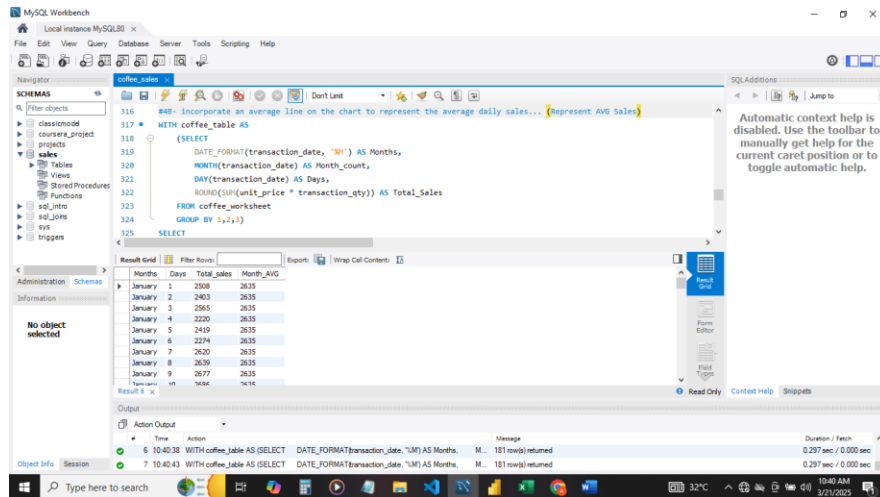 MySQL Workbench
Local instance MySQL80 ×
File Edit View Query Database Server Tools Scripting Help
Navigator
SCHEMAS
Filter objects
classicmodel
coursera_project
projects
sales
Tables
Views
Stored Procedures
Functions
sql_intro
sql_joins
sys
triggers
Administration Schemas
Information
No object
selected
Object Info Session
coffee_sales ×
Don't Limit
316 #4B- incorporate an average line on the chart to represent the average daily sales... (Represent AVG Sales)
317 WITH coffee_table AS
318 (SELECT
319 DATE_FORMAT(transaction_date, '%M') AS Months,
320 MONTH(transaction_date) AS Month_count,
321 DAY(transaction_date) AS Days,
322 ROUND(SUM(unit_price * transaction_qty)) AS Total_Sales
323 FROM coffee_worksheet
324 GROUP BY 1,2,3)
325 SELECT
Result Grid Filter Rows: Export: Wrap Cell Content:
Months Days Total_sales Month_AVG
January 1 2508 2635
January 2 2403 2635
January 3 2565 2635
January 4 2220 2635
January 5 2419 2635
January 6 2274 2635
January 7 2620 2635
January 8 2639 2635
January 9 2677 2635
January 10 2686 2635
Result
Grid
Form
Editor
Field
Types
Result 6 × Read Only
SQLAdditions
Jump to
Automatic context help is
disabled. Use the toolbar to
manually get help for the
current caret position or to
toggle automatic help.
Context Help Snippets
Output
Action Output
# Time Action Message Duration / Fetch
6 10:40:38 WITH coffee_table AS (SELECT DATE_FORMAT(transaction_date, '%M') AS Months, M... 181 row(s) returned 0.297 sec / 0.000 sec
7 10:40:43 WITH coffee_table AS (SELECT DATE_FORMAT(transaction_date, '%M') AS Months, M... 181 row(s) returned 0.297 sec / 0.000 sec
Type here to search
32°C
10:40 AM
3/21/2025